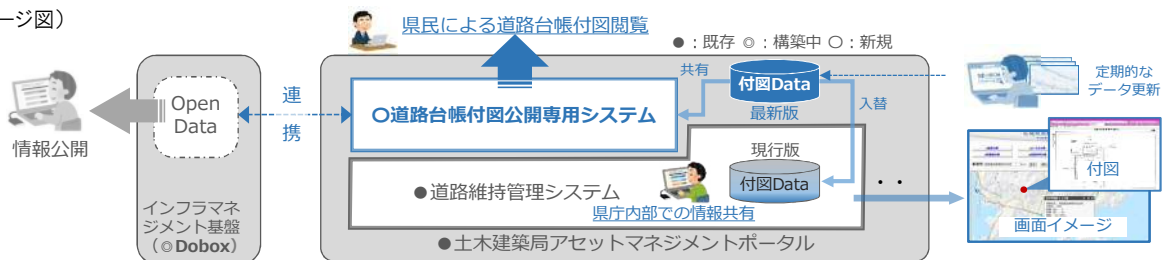 ージ図）
県民による道路台帳付図閲覧
●：既存 ◎：構築中 〇：新規
情報公開
Open
Data
連
携
〇道路台帳付図公開専用システム
共有
付図Data
最新版
入替
定期的な
データ更新
現行版
付図Data
●道路維持管理システム
県庁内部での情報共有
・・
付図
画面イメージ
インフラマネ
ジメント基盤
（◎Dobox）
●土木建築局アセットマネジメントポータル